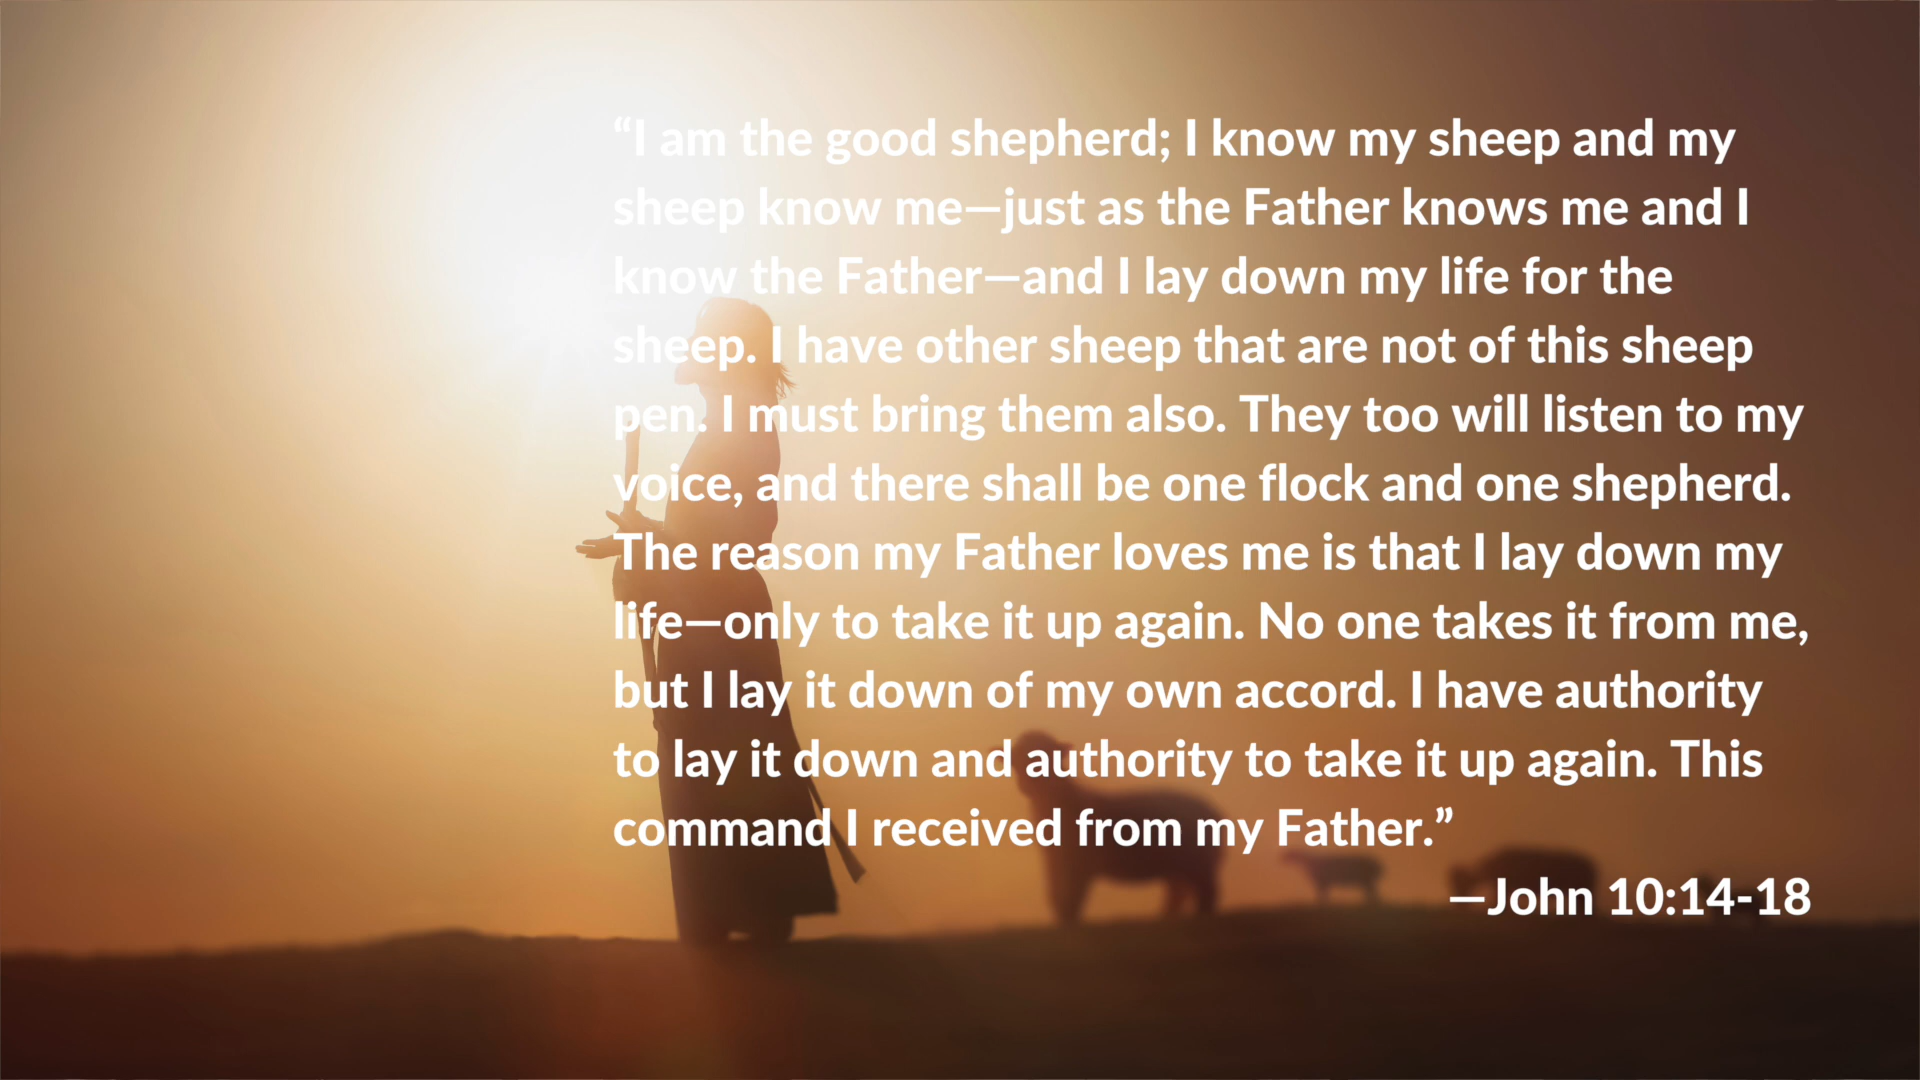 “I am the good shepherd; I know my sheep and my
sheep know me—just as the Father knows me and I
know the Father—and I lay down my life for the
sheep. I have other sheep that are not of this sheep
pen. I must bring them also. They too will listen to my
voice, and there shall be one flock and one shepherd.
The reason my Father loves me is that I lay down my
life—only to take it up again. No one takes it from me,
but I lay it down of my own accord. I have authority
to lay it down and authority to take it up again. This
command I received from my Father.”
—John 10:14-18